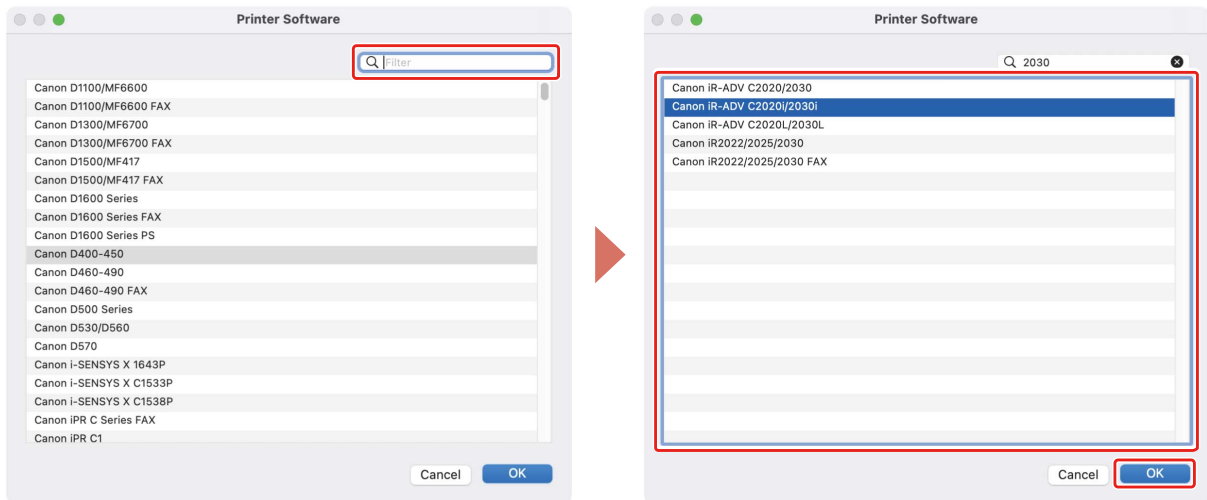 Printer Software
Filter
Canon D1100/MF6600
Canon D1100/MF6600 FAX
Canon D1300/MF6700
Canon D1300/MF6700 FAX
Canon D1500/MF417
Canon D1500/MF417 FAX
Canon D1600 Series
Canon D1600 Series FAX
Canon D1600 Series PS
Canon D400-450
Canon D460-490
Canon D460-490 FAX
Canon D500 Series
Canon D530/D560
Canon D570
Canon i-SENSYS X 1643P
Canon i-SENSYS X C1533P
Canon i-SENSYS X C1538P
Canon iPR C Series FAX
Canon iPR C1
Cancel OK
Printer Software
2030
Canon iR-ADV C2020/2030
Canon iR-ADV C2020i/2030i
Canon iR-ADV C2020L/2030L
Canon iR2022/2025/2030
Canon iR2022/2025/2030 FAX
Cancel OK